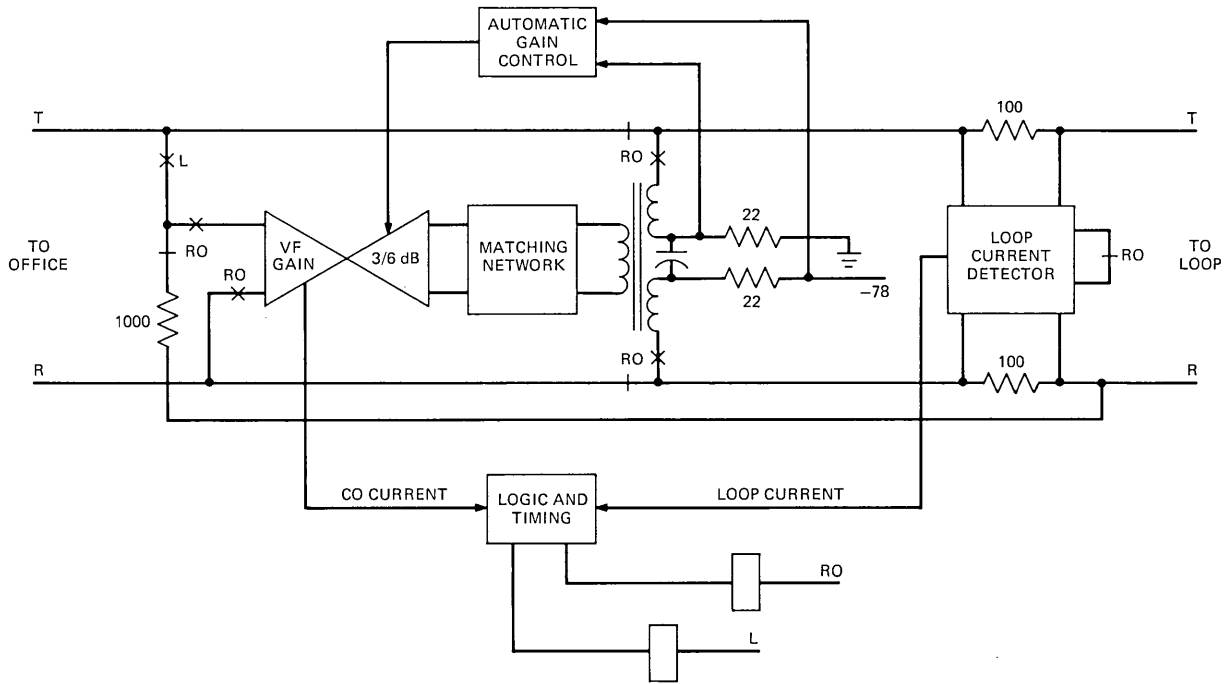 AUTOMATIC
GAIN
CONTROL
T
100
T
L
RO
22
TO
OFFICE
RO
RO
VF
GAIN
3/6 dB
MATCHING
NETWORK
LOOP
CURRENT
DETECTOR
RO
TO
LOOP
1000
22
-78
RO
R
100
R
CO CURRENT
LOGIC AND
TIMING
LOOP CURRENT
RO
L